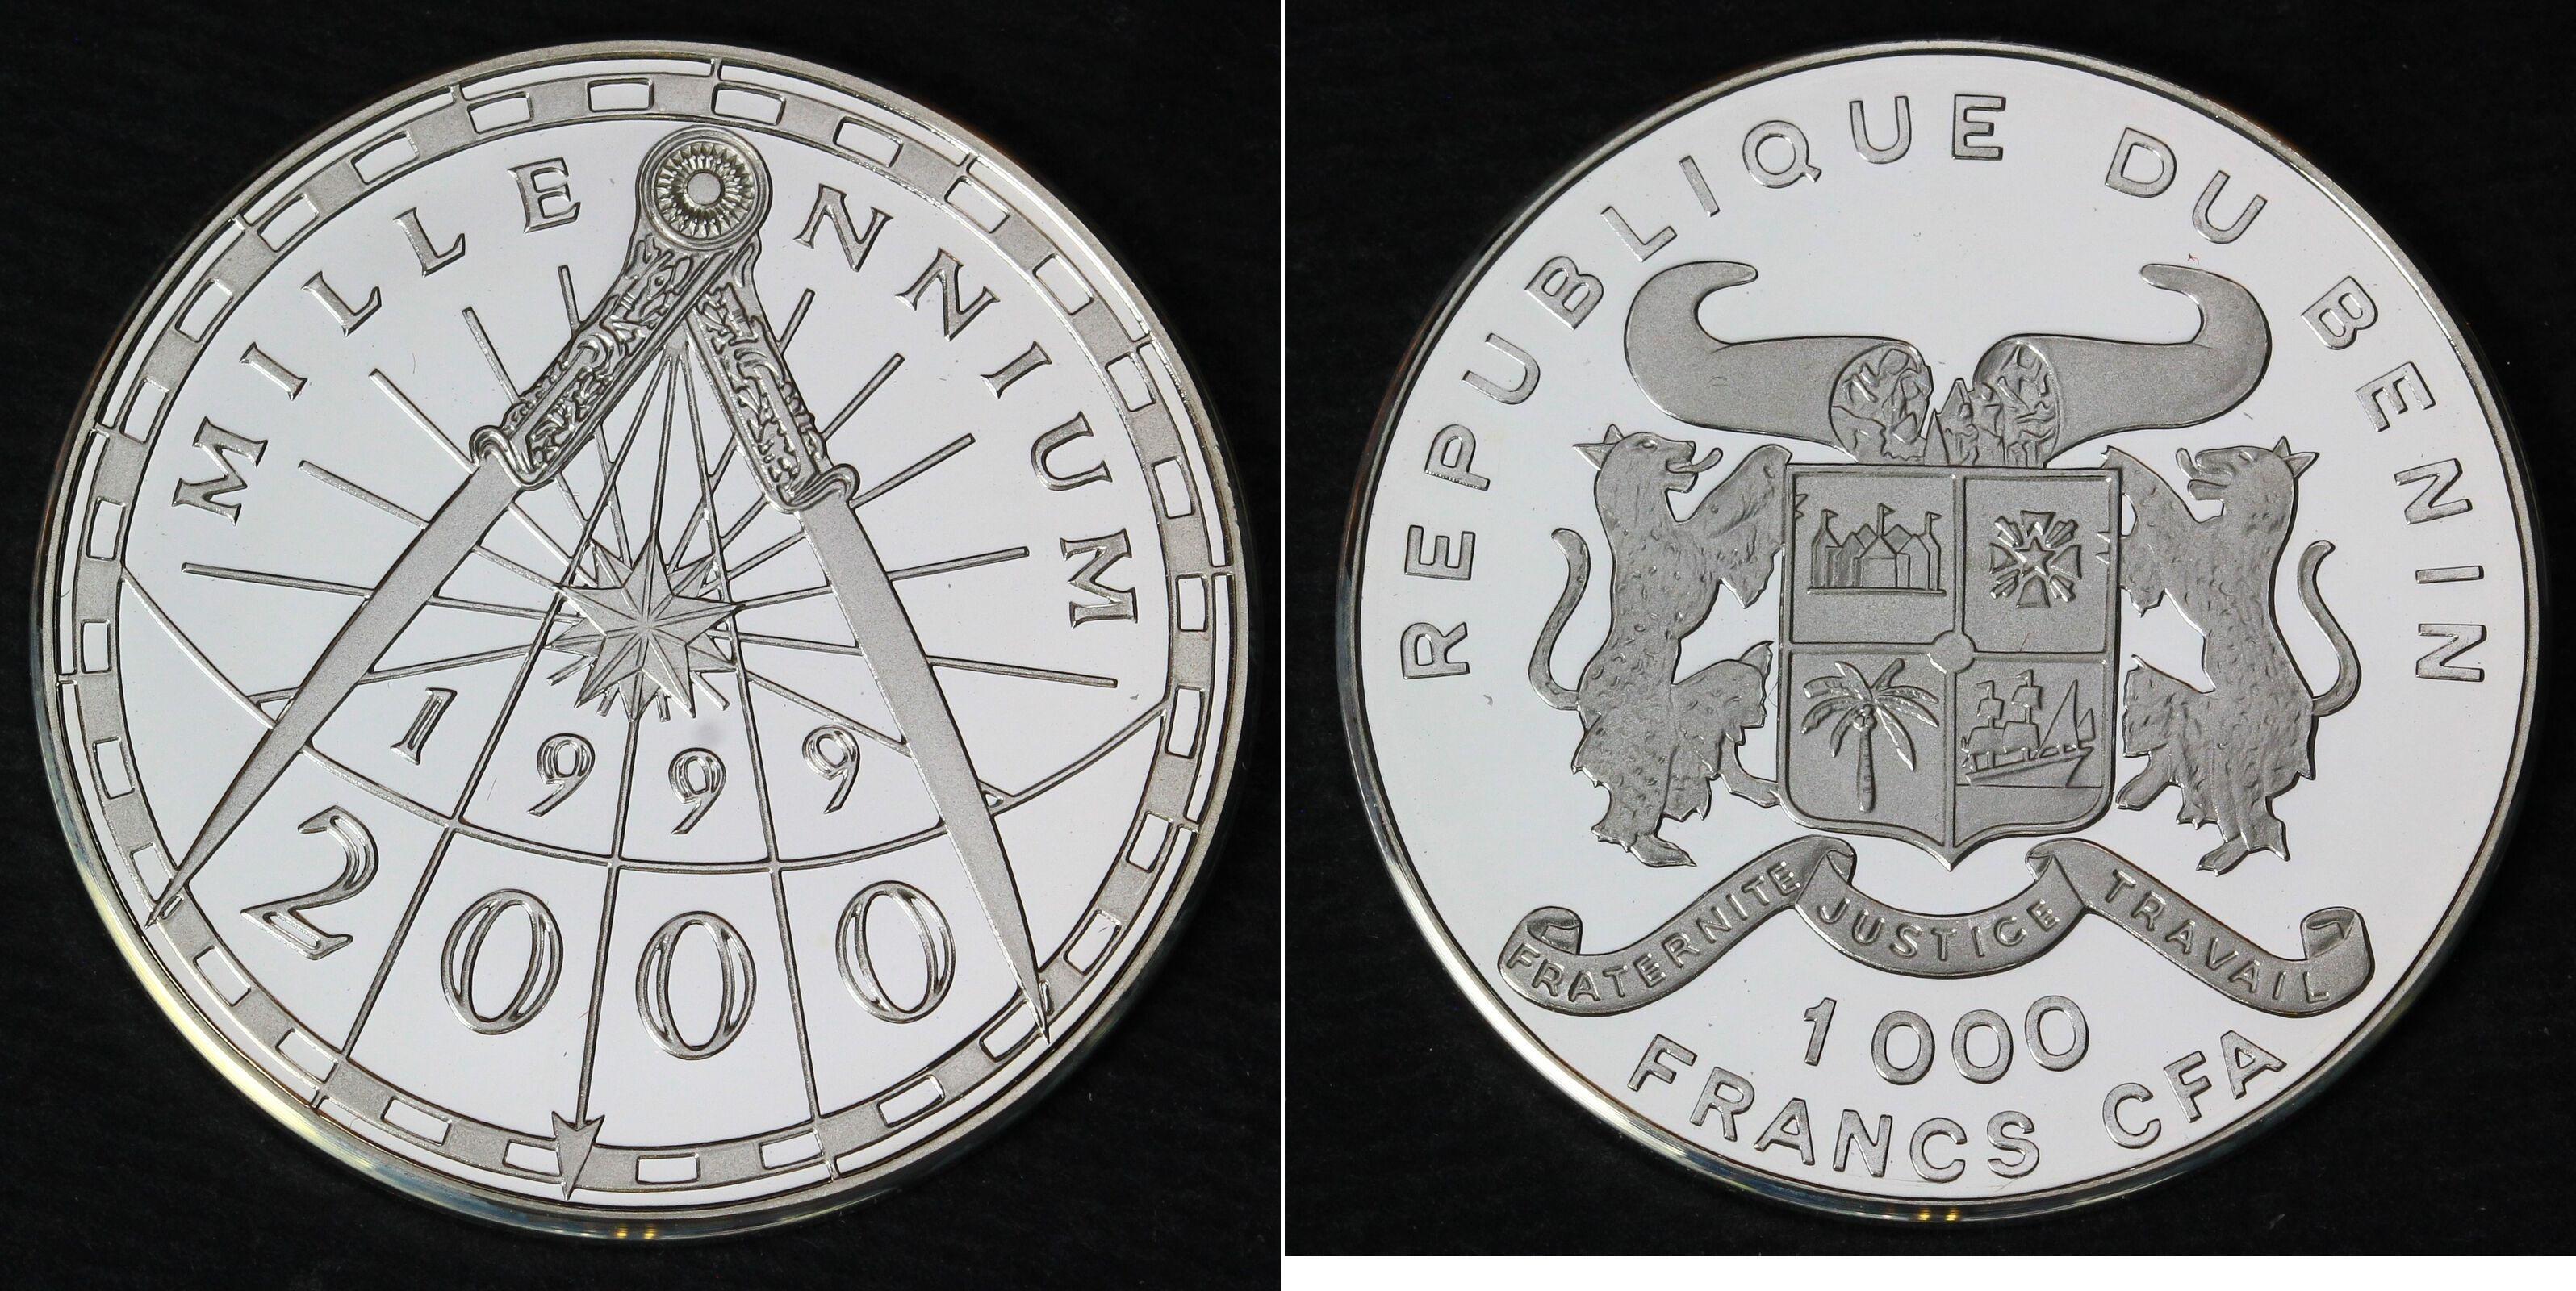 MILLENNIUM
1999
2000
REPUBLIQUE DU BENIN
FRATERNITE JUSTICE TRAVAIL
1000
FRANCS CFA